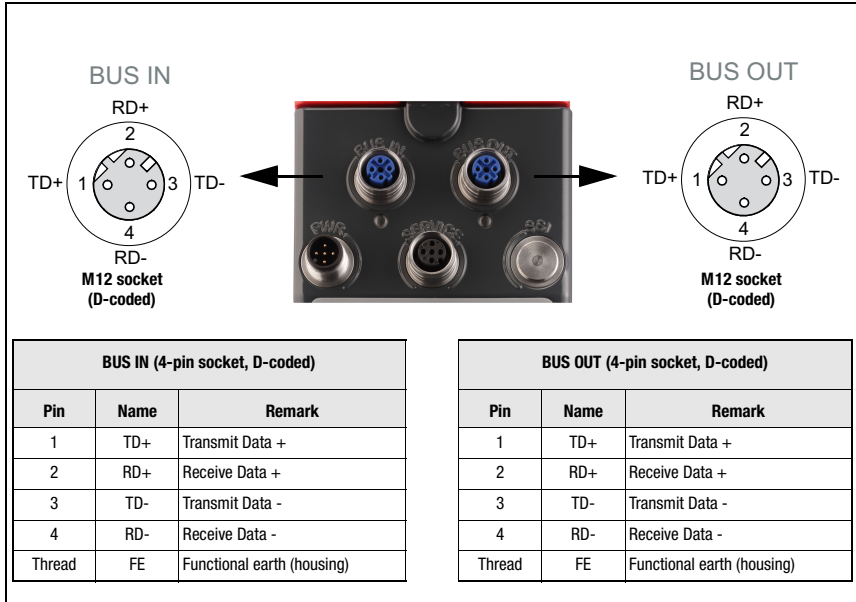 BUS IN
RD+
2
TD+ 1 3 TD-
4
RD-
M12 socket
(D-coded)
BUS IN
BUS OUT
PWR
SERVICE
SSI
BUS OUT
RD+
2
TD+ 1 3 TD-
4
RD-
M12 socket
(D-coded)
BUS IN (4-pin socket, D-coded)
Pin Name Remark
1 TD+ Transmit Data +
2 RD+ Receive Data +
3 TD- Transmit Data -
4 RD- Receive Data -
Thread FE Functional earth (housing)
BUS OUT (4-pin socket, D-coded)
Pin Name Remark
1 TD+ Transmit Data +
2 RD+ Receive Data +
3 TD- Transmit Data -
4 RD- Receive Data -
Thread FE Functional earth (housing)